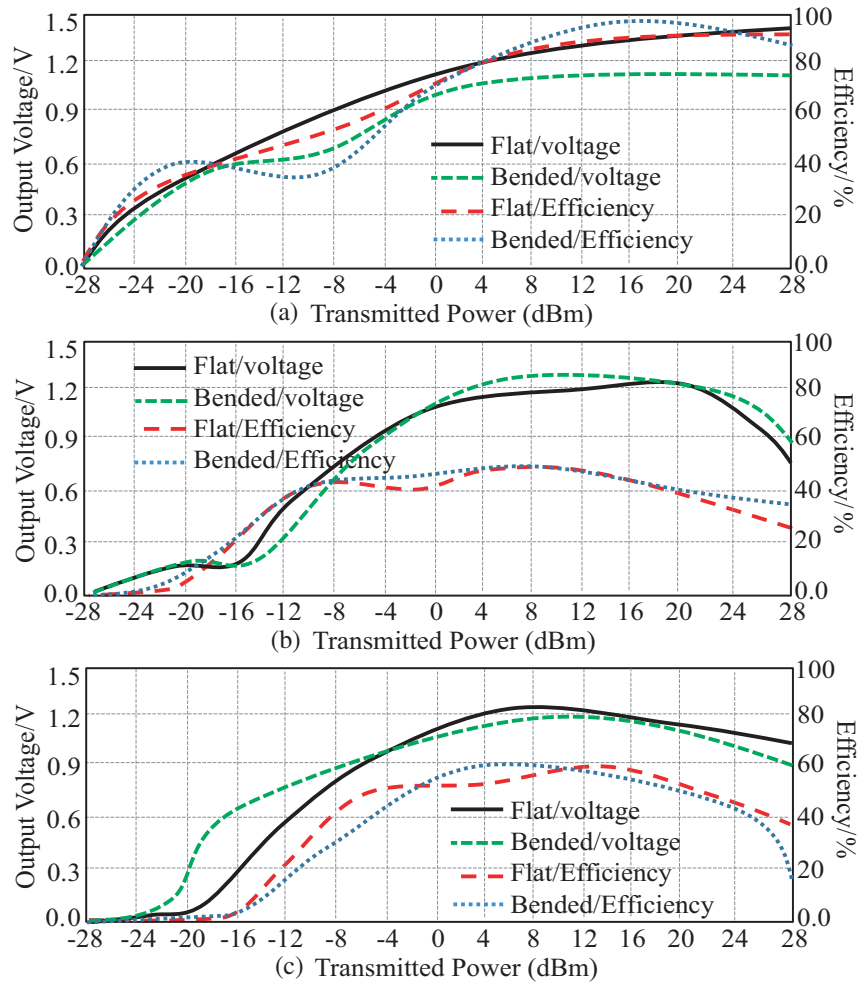 1.5
1.2
0.9
0.6
0.3
0.0
Output Voltage/V
100
80
60
40
20
0.0
Efficiency/%
Flat/voltage
Bended/voltage
Flat/Efficiency
Bended/Efficiency
-28 -24 -20 -16 -12 -8 -4 0 4 8 12 16 20 24 28
(a) Transmitted Power (dBm)
1.5
1.2
0.9
0.6
0.3
0.0
Output Voltage/V
100
80
60
40
20
0.0
Efficiency/%
Flat/voltage
Bended/voltage
Flat/Efficiency
Bended/Efficiency
-28 -24 -20 -16 -12 -8 -4 0 4 8 12 16 20 24 28
(b) Transmitted Power (dBm)
1.5
1.2
0.9
0.6
0.3
0.0
Output Voltage/V
100
80
60
40
20
0.0
Efficiency/%
Flat/voltage
Bended/voltage
Flat/Efficiency
Bended/Efficiency
-28 -24 -20 -16 -12 -8 -4 0 4 8 12 16 20 24 28
(c) Transmitted Power (dBm)